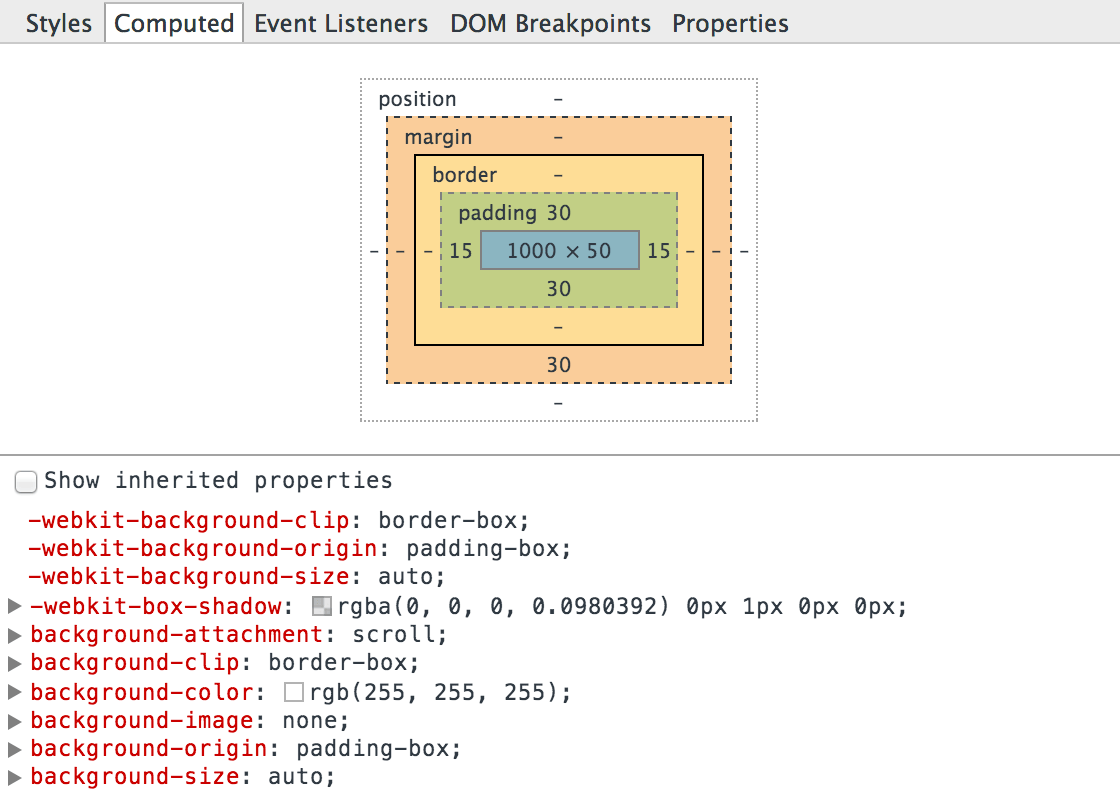 Styles Computed Event Listeners DOM Breakpoints Properties
position –
margin –
border –
padding 30
– – – 15 1000 × 50 15 – – –
30
–
30
–
Show inherited properties
-webkit-background-clip: border-box;
-webkit-background-origin: padding-box;
-webkit-background-size: auto;
-webkit-box-shadow: rgba(0, 0, 0, 0.0980392) 0px 1px 0px 0px;
background-attachment: scroll;
background-clip: border-box;
background-color: rgb(255, 255, 255);
background-image: none;
background-origin: padding-box;
background-size: auto;